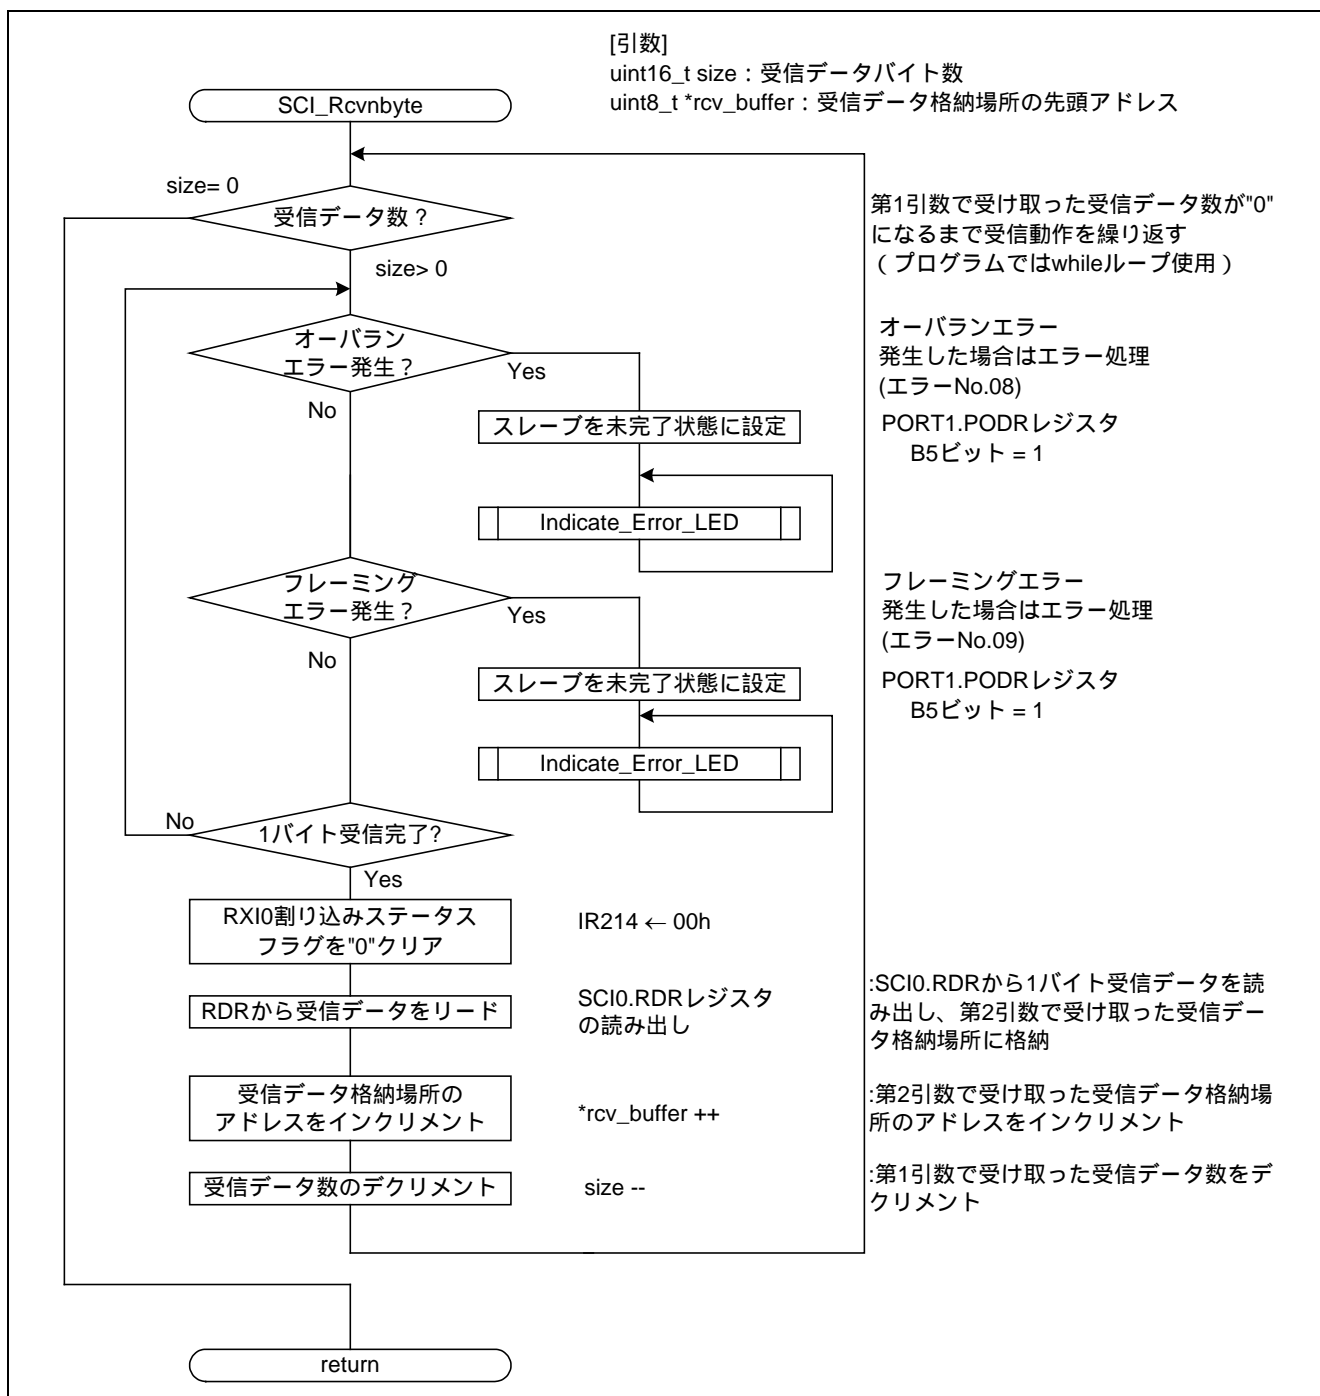 [引数]
uint16_t size：受信データバイト数
uint8_t *rcv_buffer：受信データ格納場所の先頭アドレス
SCI_Rcvnbyte
size= 0
受信データ数？
第1引数で受け取った受信データ数が"0"
になるまで受信動作を繰り返す
（プログラムではwhileループ使用）
size> 0
オーバラン
エラー発生？
Yes
No
オーバランエラー
発生した場合はエラー処理
(エラーNo.08)
スレーブを未完了状態に設定
PORT1.PODRレジスタ
B5ビット = 1
Indicate_Error_LED
フレーミング
エラー発生？
Yes
No
フレーミングエラー
発生した場合はエラー処理
(エラーNo.09)
スレーブを未完了状態に設定
PORT1.PODRレジスタ
B5ビット = 1
Indicate_Error_LED
No
1バイト受信完了?
Yes
RXI0割り込みステータス
フラグを"0"クリア
IR214 ← 00h
RDRから受信データをリード
SCI0.RDRレジスタ
の読み出し
:SCI0.RDRから1バイト受信データを読
み出し、第2引数で受け取った受信デー
タ格納場所に格納
受信データ格納場所の
アドレスをインクリメント
*rcv_buffer ++
:第2引数で受け取った受信データ格納場
所のアドレスをインクリメント
受信データ数のデクリメント
size --
:第1引数で受け取った受信データ数をデ
クリメント
return